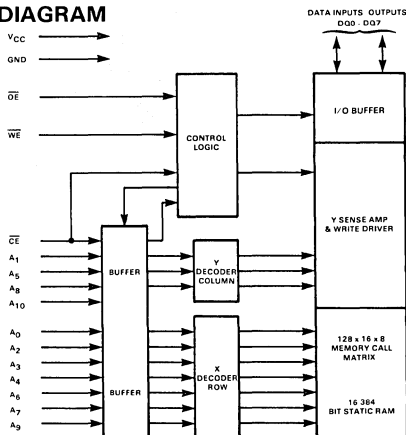 DIAGRAM
DATA INPUTS OUTPUTS
DQ0 - DQ7
VCC
GND
OE
WE
CONTROL
LOGIC
I/O BUFFER
Y SENSE AMP
& WRITE DRIVER
CE
A1
A5
A8
A10
BUFFER
Y
DECODER
COLUMN
A0
A2
A3
A4
A6
A7
A9
BUFFER
X
DECODER
ROW
128 x 16 x 8
MEMORY CALL
MATRIX
16 384
BIT STATIC RAM